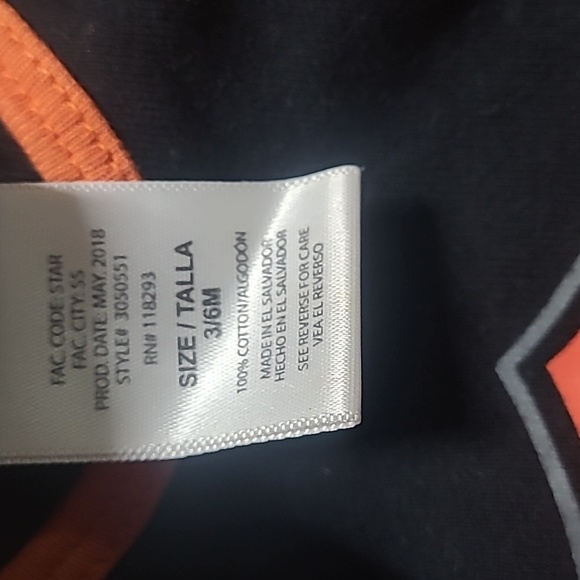 FAC. CODE STAR
FAC. CITY: SS
PROD. DATE: MAY. 2018
STYLE# 3050551
RN# 118293
SIZE / TALLA
3/6M
100% COTTON/ALGODÓN
MADE IN EL SALVADOR
HECHO EN EL SALVADOR
SEE REVERSE FOR CARE
VEA EL REVERSO